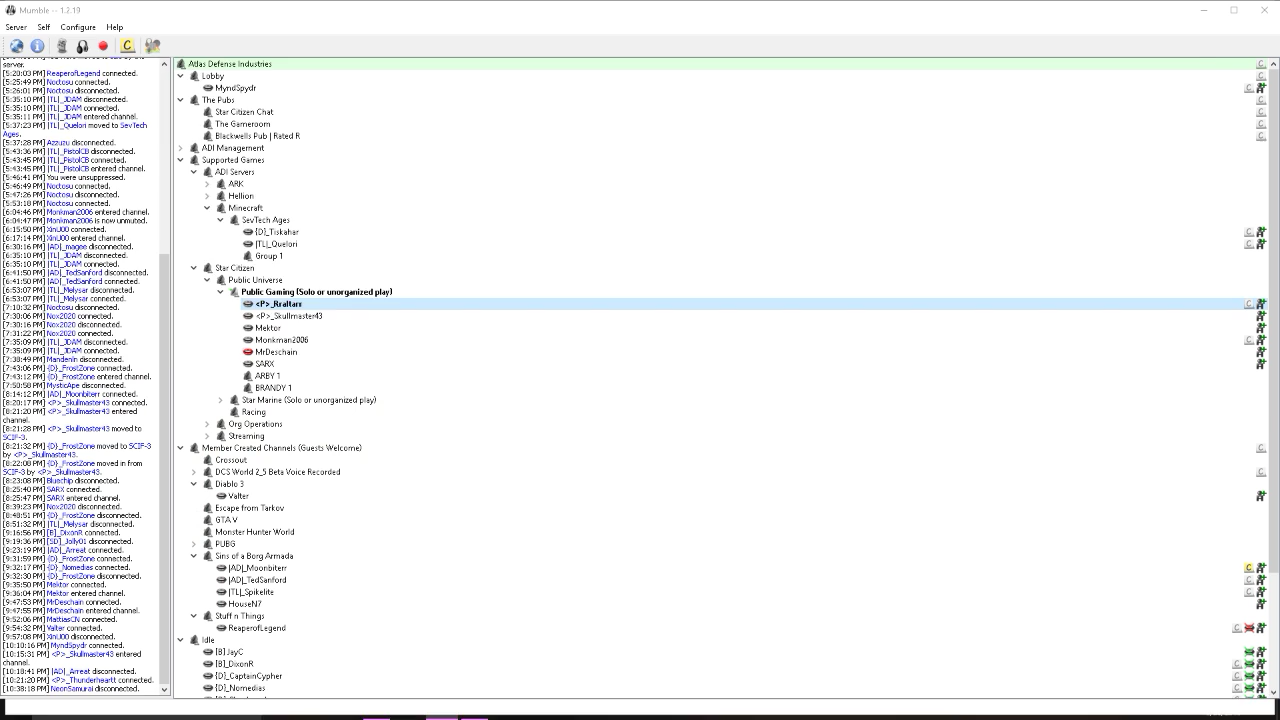 Mumble -- 1.2.19
Server Self Configure Help
server.
[5:20:03 PM] ReaperofLegend connected.
[5:25:49 PM] Noctosu connected.
[5:26:01 PM] Noctosu disconnected.
[5:35:10 PM] |TL|_JDAM disconnected.
[5:35:10 PM] |TL|_JDAM connected.
[5:35:11 PM] |TL|_JDAM entered channel.
[5:37:23 PM] |TL|_Quelori moved to SevTech
Ages.
[5:37:28 PM] Azzuzu disconnected.
[5:43:36 PM] |TL|_PistolCB disconnected.
[5:43:45 PM] |TL|_PistolCB connected.
[5:43:45 PM] |TL|_PistolCB entered channel.
[5:46:41 PM] You were unsuppressed.
[5:46:49 PM] Noctosu connected.
[5:46:49 PM] Noctosu disconnected.
[5:47:26 PM] Noctosu disconnected.
[5:53:18 PM] Noctosu connected.
[6:04:46 PM] Monkman2006 entered channel.
[6:04:47 PM] Monkman2006 is now unmuted.
[6:15:50 PM] XinU00 connected.
[6:17:14 PM] XinU00 entered channel.
[6:30:16 PM] |AD|_magee disconnected.
[6:35:10 PM] |TL|_JDAM disconnected.
[6:35:10 PM] |TL|_JDAM connected.
[6:41:50 PM] |AD|_TedSanford disconnected.
[6:41:50 PM] |AD|_TedSanford connected.
[6:53:07 PM] |TL|_Melysar disconnected.
[6:53:07 PM] |TL|_Melysar connected.
[7:10:32 PM] Noctosu disconnected.
[7:30:06 PM] Nox2020 connected.
[7:30:16 PM] Nox2020 disconnected.
[7:31:22 PM] Nox2020 connected.
[7:35:09 PM] |TL|_JDAM disconnected.
[7:35:09 PM] |TL|_JDAM connected.
[7:38:49 PM] MandenIn disconnected.
[7:43:06 PM] {D}_FrostZone connected.
[7:43:12 PM] {D}_FrostZone entered channel.
[7:50:58 PM] MysticApe disconnected.
[8:14:12 PM] |AD|_Moonbiterr connected.
[8:20:17 PM] <P>_Skullmaster43 connected.
[8:21:20 PM] <P>_Skullmaster43 entered
channel.
[8:21:28 PM] <P>_Skullmaster43 moved to
SCIF-3.
[8:21:32 PM] {D}_FrostZone moved to SCIF-3
by <P>_Skullmaster43.
[8:22:08 PM] {D}_FrostZone moved in from
SCIF-3 by <P>_Skullmaster43.
[8:23:08 PM] Bluechip disconnected.
[8:25:40 PM] SARX connected.
[8:25:47 PM] SARX entered channel.
[8:39:23 PM] Nox2020 disconnected.
[8:48:51 PM] {D}_FrostZone disconnected.
[8:51:32 PM] |TL|_Melysar disconnected.
[9:16:56 PM] [B]_DixonR connected.
[9:19:36 PM] [SD]_Jolly01 disconnected.
[9:23:19 PM] |AD|_Arreat connected.
[9:31:59 PM] {D}_FrostZone connected.
[9:32:17 PM] {D}_Nomedias connected.
[9:32:30 PM] {D}_FrostZone disconnected.
[9:35:50 PM] Mektor connected.
[9:36:04 PM] Mektor entered channel.
[9:47:53 PM] MrDeschain connected.
[9:47:55 PM] MrDeschain entered channel.
[9:52:06 PM] MattiasCN connected.
[9:54:32 PM] Valter connected.
[9:57:08 PM] XinU00 disconnected.
[10:10:16 PM] MyndSpydr connected.
[10:15:31 PM] <P>_Skullmaster43 entered
channel.
[10:18:41 PM] |AD|_Arreat disconnected.
[10:21:20 PM] <P>_Thunderheart connected.
[10:38:18 PM] NeonSamurai disconnected.
Atlas Defense Industries
Lobby
MyndSpydr
The Pubs
Star Citizen Chat
The Gameroom
Blackwells Pub | Rated R
ADI Management
Supported Games
ADI Servers
ARK
Hellion
Minecraft
SevTech Ages
{D}_Tiskahar
|TL|_Quelori
Group 1
Star Citizen
Public Universe
Public Gaming (Solo or unorganized play)
<P>_Rraltarr
<P>_Skullmaster43
Mektor
Monkman2006
MrDeschain
SARX
ARBY 1
BRANDY 1
Star Marine (Solo or unorganized play)
Racing
Org Operations
Streaming
Member Created Channels (Guests Welcome)
Crossout
DCS World 2_5 Beta Voice Recorded
Diablo 3
Valter
Escape from Tarkov
GTA V
Monster Hunter World
PUBG
Sins of a Borg Armada
|AD|_Moonbiterr
|AD|_TedSanford
|TL|_Spikelite
HouseN7
Stuff n Things
ReaperofLegend
Idle
[B]JayC
[B]_DixonR
{D}_CaptainCypher
{D}_Nomedias